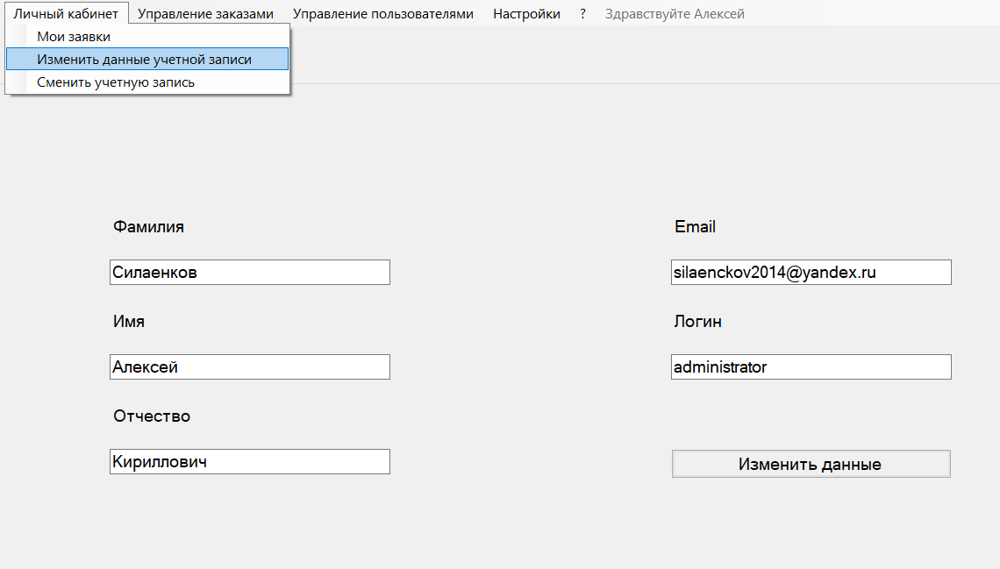 Личный кабинет Управление заказами Управление пользователями Настройки ? Здравствуйте Алексей
Мои заявки
Изменить данные учетной записи
Сменить учетную запись
Фамилия
Силаенков
Имя
Алексей
Отчество
Кириллович
Email
silaenckov2014@yandex.ru
Логин
administrator
Изменить данные